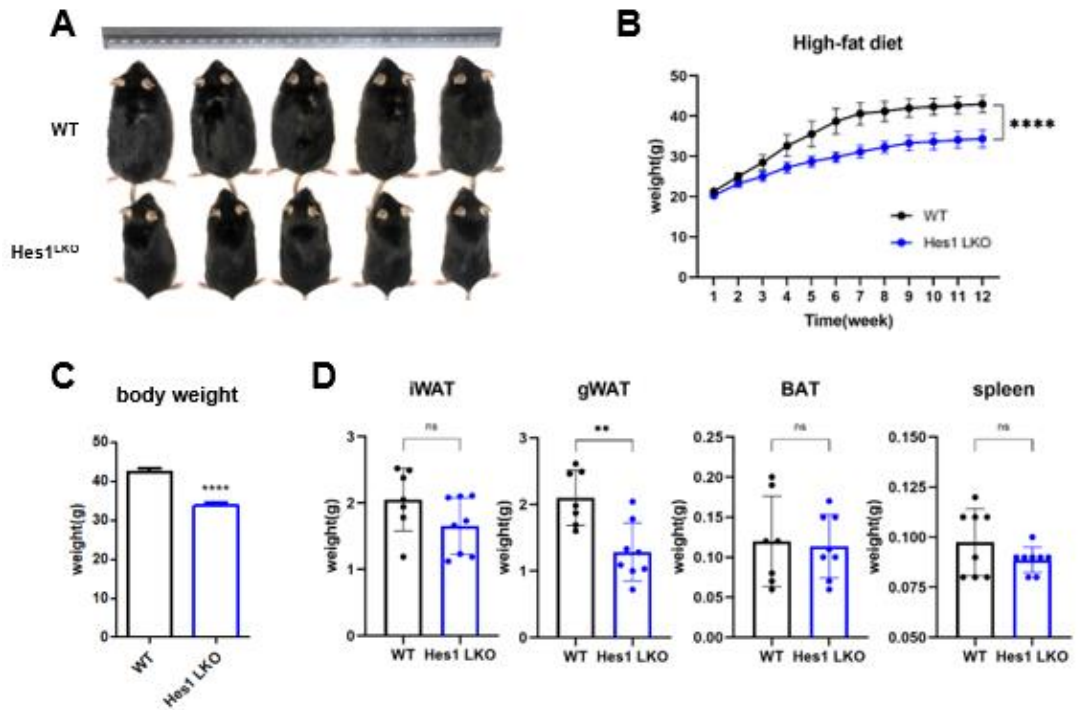 A
WT
Hes1ᴸᴷᴼ
B
High-fat diet
weight(g)
50
40
30
20
10
0
****
WT
Hes1 LKO
1 2 3 4 5 6 7 8 9 10 11 12
Time(week)
C
body weight
weight(g)
50
40
30
20
10
0
****
WT
Hes1 LKO
D
iWAT
ns
weight(g)
3
2
1
0
WT Hes1 LKO
gWAT
**
weight(g)
3
2
1
0
WT Hes1 LKO
BAT
ns
weight(g)
0.25
0.20
0.15
0.10
0.05
0.00
WT Hes1 LKO
spleen
ns
weight(g)
0.150
0.125
0.100
0.075
0.050
WT Hes1 LKO